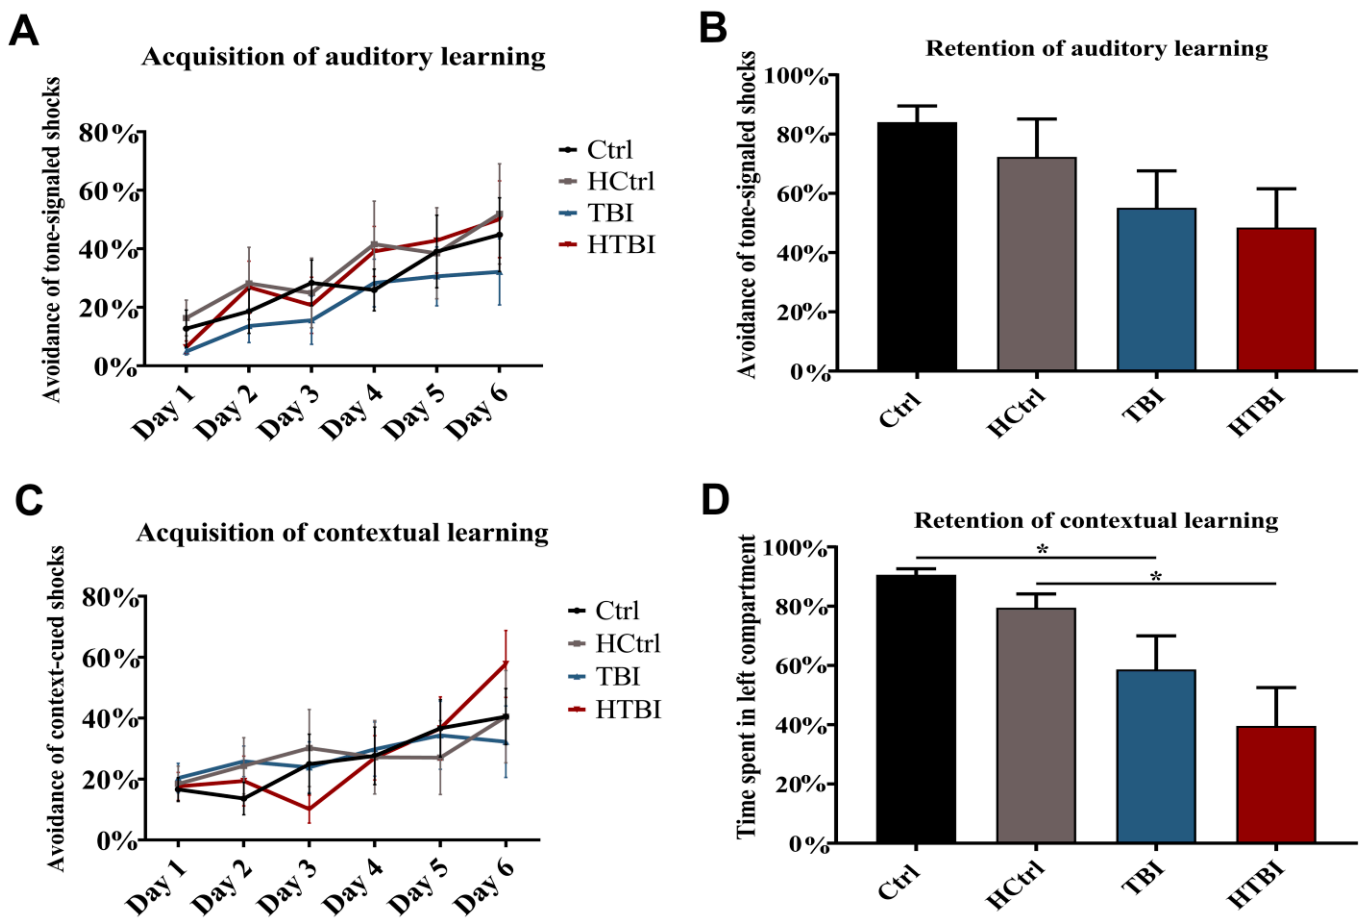 A
Acquisition of auditory learning
Avoidance of tone-signaled shocks
80%
60%
40%
20%
0%
Day 1
Day 2
Day 3
Day 4
Day 5
Day 6
Ctrl
HCtrl
TBI
HTBI
B
Retention of auditory learning
Avoidance of tone-signaled shocks
100%
80%
60%
40%
20%
0%
Ctrl
HCtrl
TBI
HTBI
C
Acquisition of contextual learning
Avoidance of context-cued shocks
80%
60%
40%
20%
0%
Day 1
Day 2
Day 3
Day 4
Day 5
Day 6
Ctrl
HCtrl
TBI
HTBI
D
Retention of contextual learning
Time spent in left compartment
100%
80%
60%
40%
20%
0%
*
*
Ctrl
HCtrl
TBI
HTBI